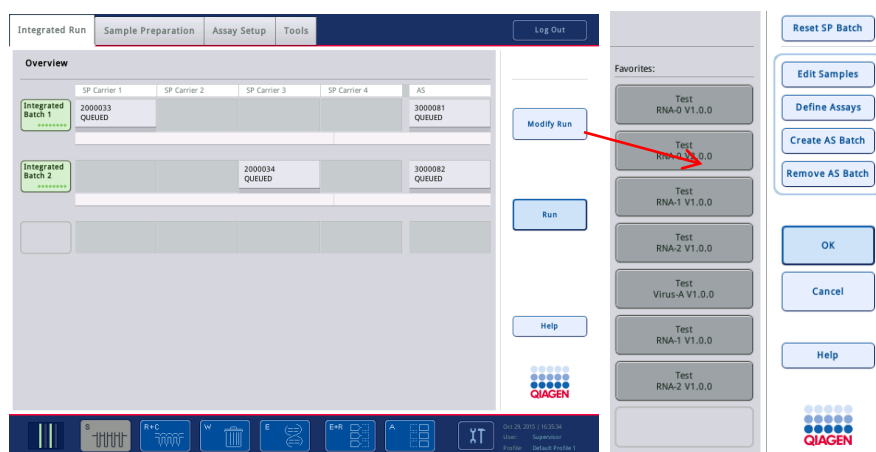 Integrated Run
Sample Preparation
Assay Setup
Tools
Log Out
Overview
SP Carrier 1
SP Carrier 2
SP Carrier 3
SP Carrier 4
AS
Integrated
Batch 1
2000033
QUEUED
3000081
QUEUED
Integrated
Batch 2
2000034
QUEUED
3000082
QUEUED
Modify Run
Run
Help
QIAGEN
S
R+C
W
E
E+R
A
Oct 29, 2015 | 16:35:34
User: Supervisor
Profile: Default Profile 1
Favorites:
Test
RNA-0 V1.0.0
Test
RNA-0 V2.0.0
Test
RNA-1 V1.0.0
Test
RNA-2 V1.0.0
Test
Virus-A V1.0.0
Test
RNA-1 V1.0.0
Test
RNA-2 V1.0.0
Reset SP Batch
Edit Samples
Define Assays
Create AS Batch
Remove AS Batch
OK
Cancel
Help
QIAGEN